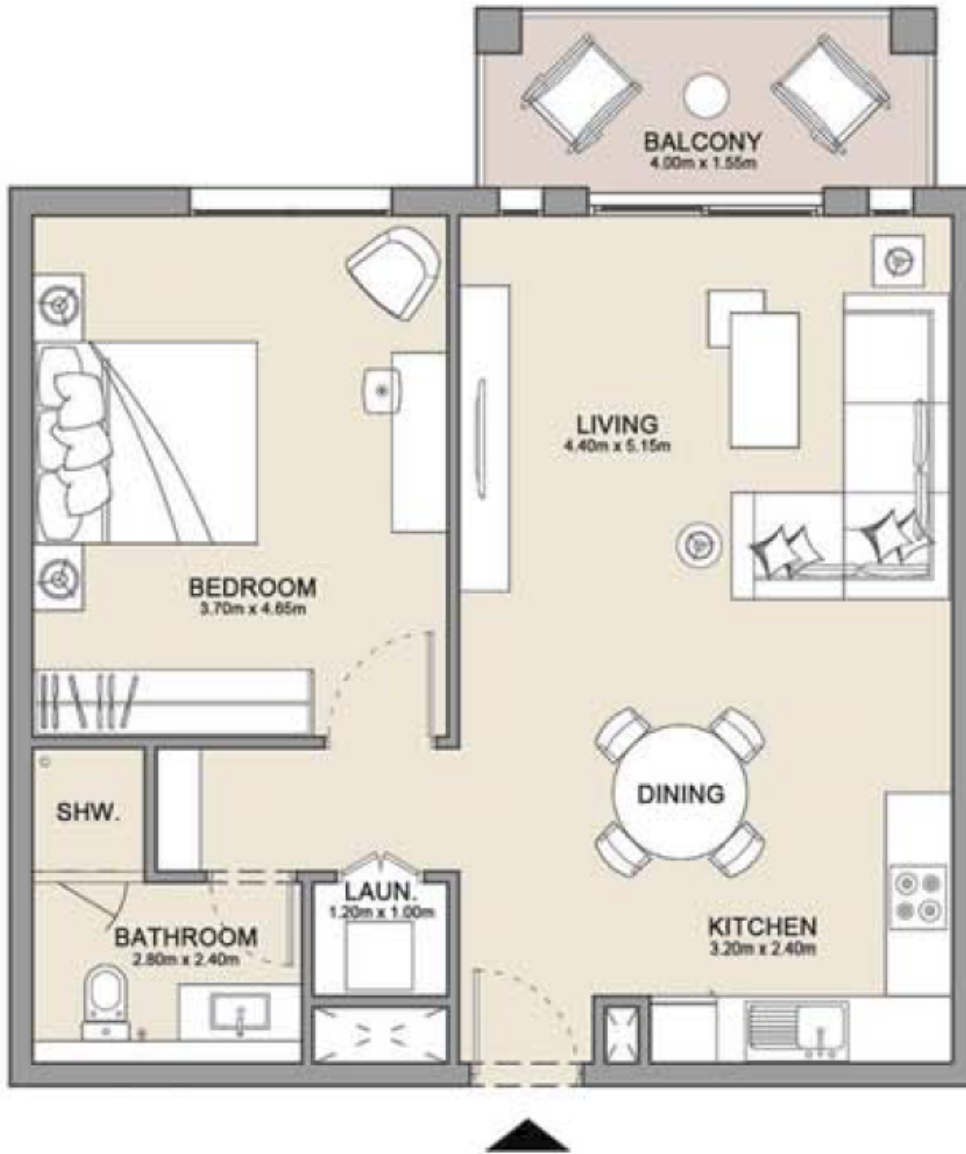 BALCONY
4.00m x 1.55m
LIVING
4.40m x 5.15m
BEDROOM
3.70m x 4.65m
SHW.
DINING
LAUN.
1.20m x 1.00m
BATHROOM
2.80m x 2.40m
KITCHEN
3.20m x 2.40m